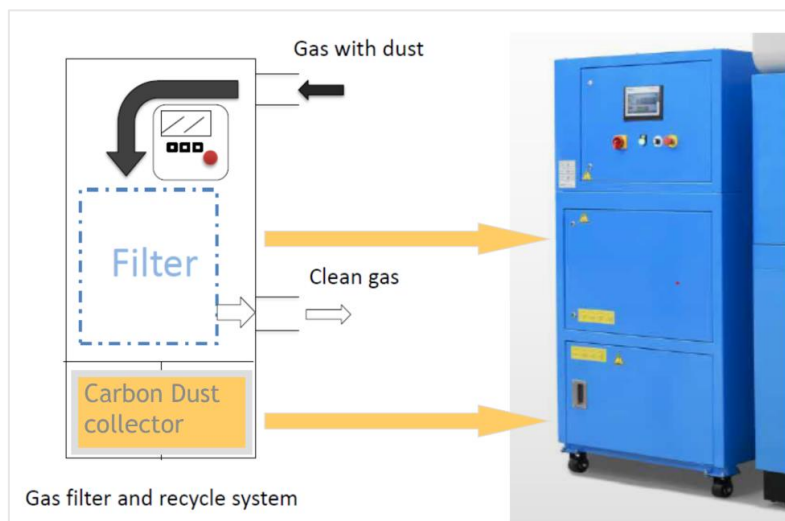 Gas with dust
Filter
Clean gas
Carbon Dust
collector
Gas filter and recycle system